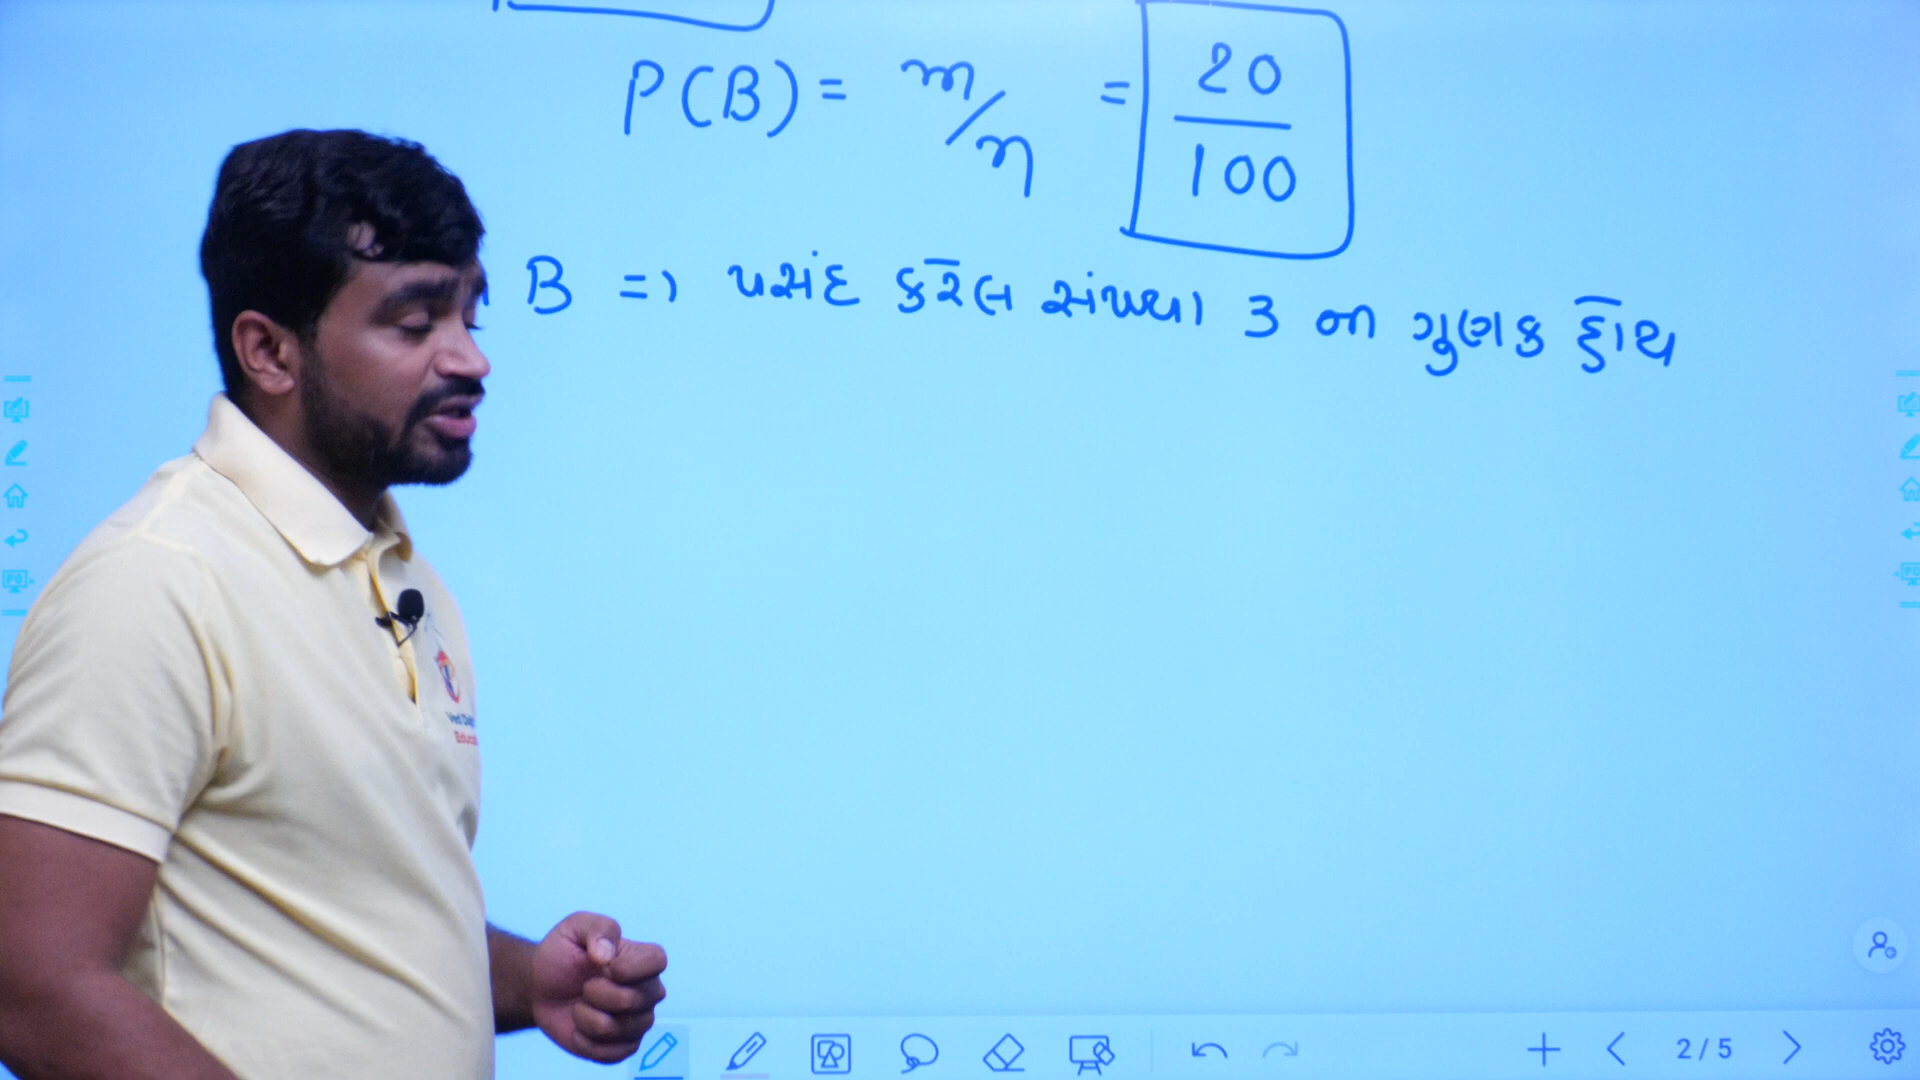 P(B) = m/n = 20/100
B => પસંદ કરેલ સંખ્યા 3 ના ગુણક હોય
2/5